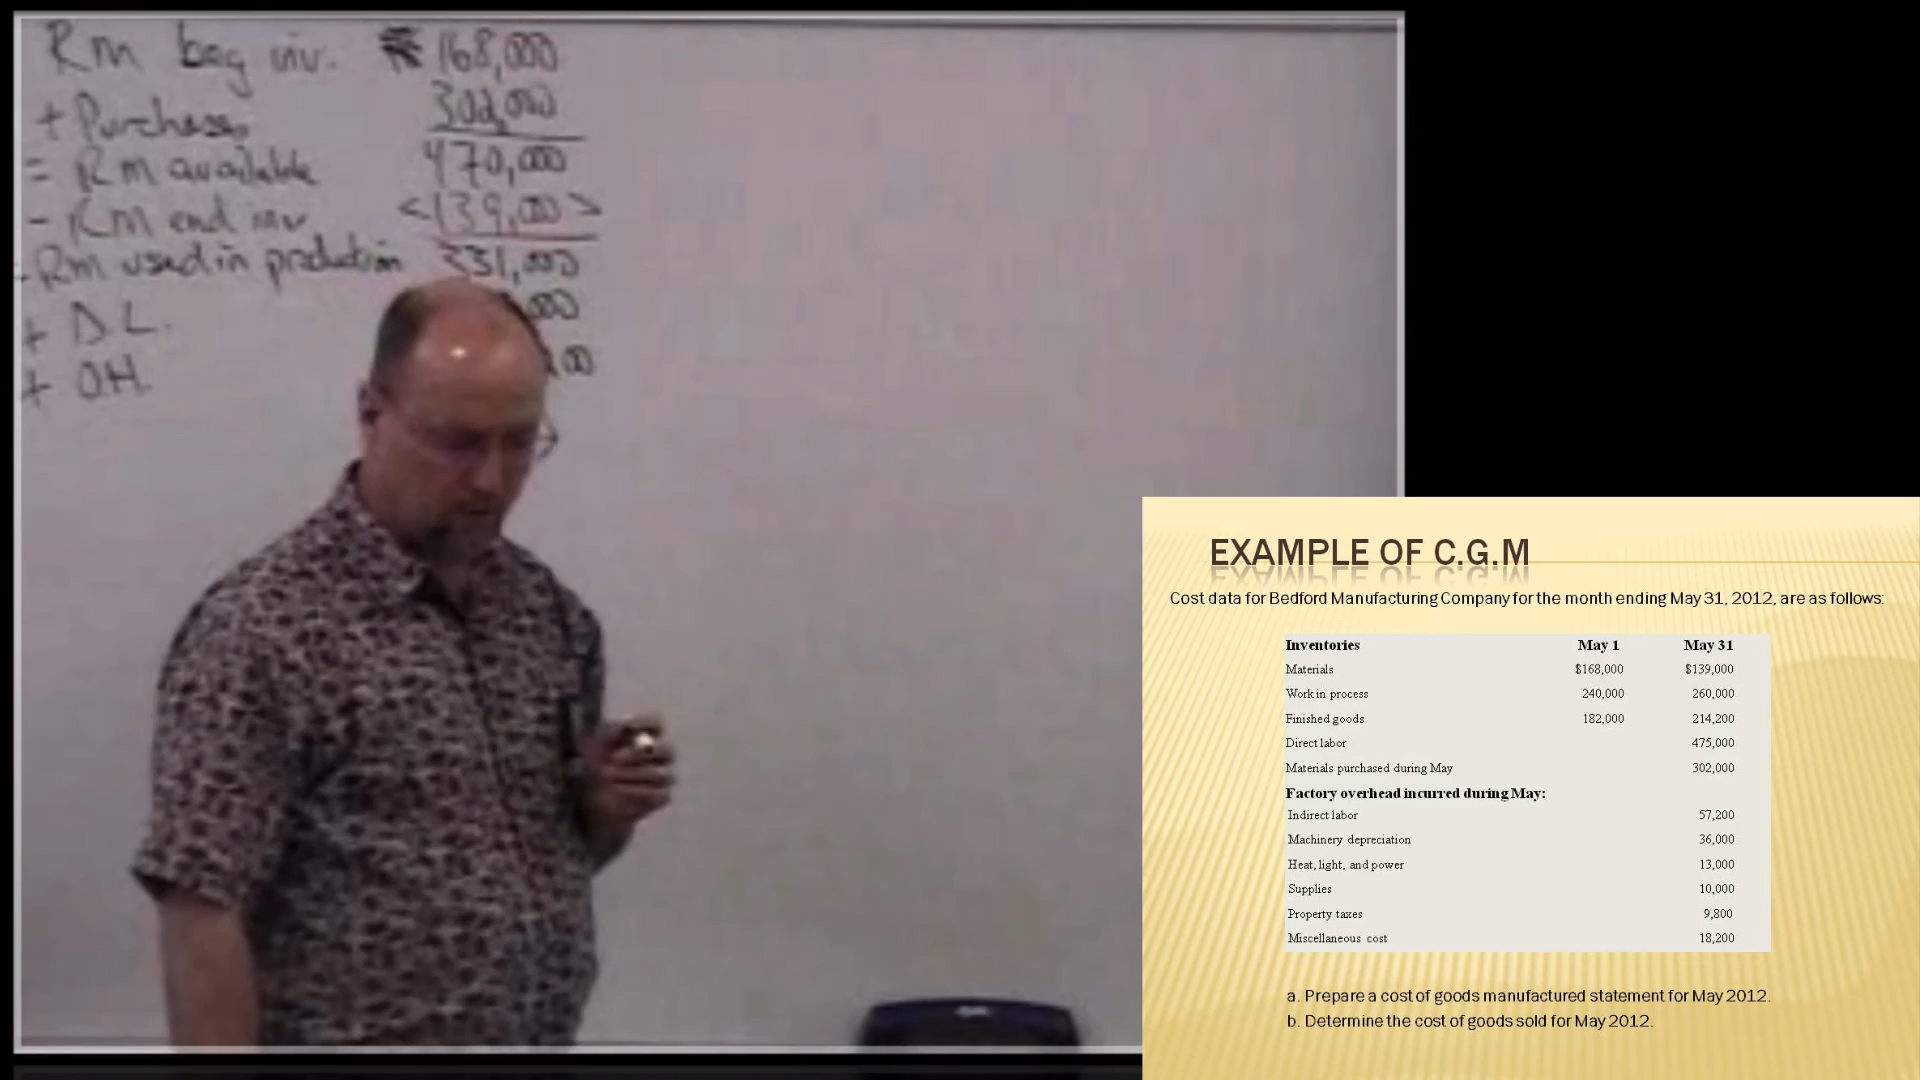 Rm beg inv. 168,000
+ Purchases 302,000
= Rm available 470,000
- Rm end inv <139,000>
Rm used in production 331,000
+ D.L. ,000
+ O.H. 00
EXAMPLE OF C.G.M
Cost data for Bedford Manufacturing Company for the month ending May 31, 2012, are as follows:
Inventories May 1 May 31
Materials $168,000 $139,000
Work in process 240,000 260,000
Finished goods 182,000 214,200
Direct labor 475,000
Materials purchased during May 302,000
Factory overhead incurred during May:
Indirect labor 57,200
Machinery depreciation 36,000
Heat, light, and power 13,000
Supplies 10,000
Property taxes 9,800
Miscellaneous cost 18,200
a. Prepare a cost of goods manufactured statement for May 2012.
b. Determine the cost of goods sold for May 2012.